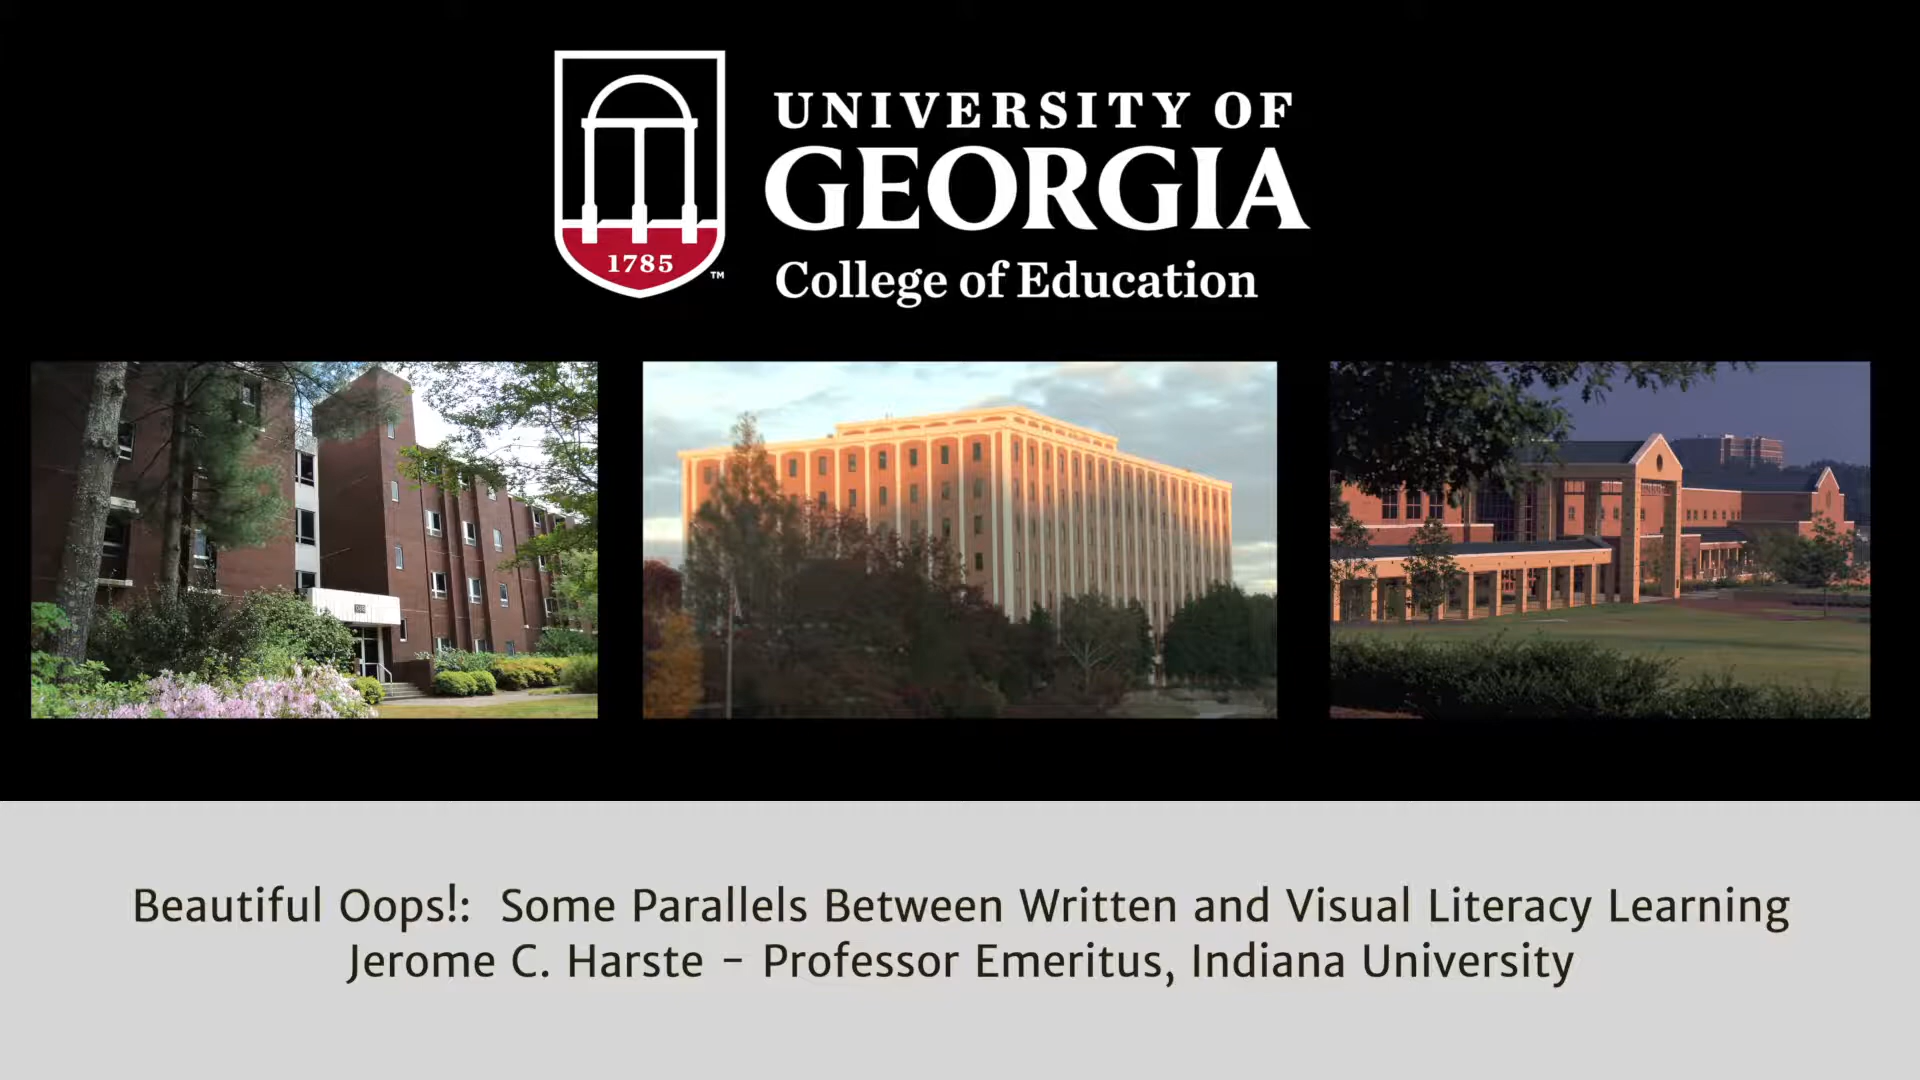 UNIVERSITY OF
GEORGIA
1785
™
College of Education
Beautiful Oops!: Some Parallels Between Written and Visual Literacy Learning
Jerome C. Harste - Professor Emeritus, Indiana University